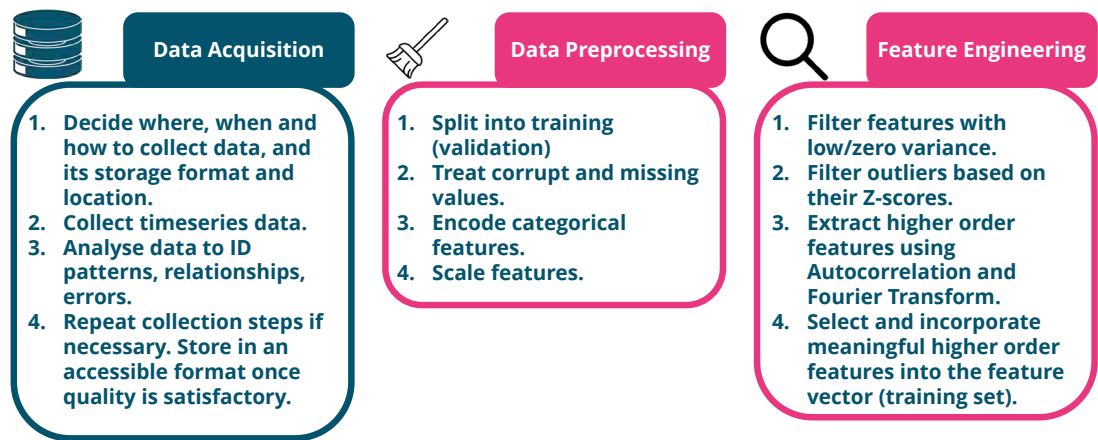 Data Acquisition
1. Decide where, when and
how to collect data, and
its storage format and
location.
2. Collect timeseries data.
3. Analyse data to ID
patterns, relationships,
errors.
4. Repeat collection steps if
necessary. Store in an
accessible format once
quality is satisfactory.
Data Preprocessing
1. Split into training
(validation)
2. Treat corrupt and missing
values.
3. Encode categorical
features.
4. Scale features.
Feature Engineering
1. Filter features with
low/zero variance.
2. Filter outliers based on
their Z-scores.
3. Extract higher order
features using
Autocorrelation and
Fourier Transform.
4. Select and incorporate
meaningful higher order
features into the feature
vector (training set).